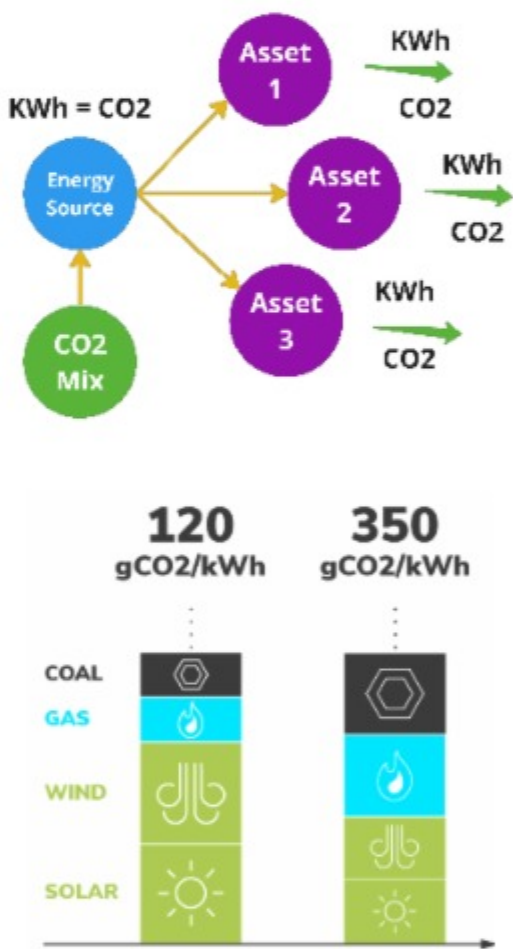 KWh = CO2
Energy
Source
CO2
Mix
Asset
1
KWh
CO2
Asset
2
KWh
CO2
Asset
3
KWh
CO2
120
gCO2/kWh
350
gCO2/kWh
COAL
GAS
WIND
SOLAR